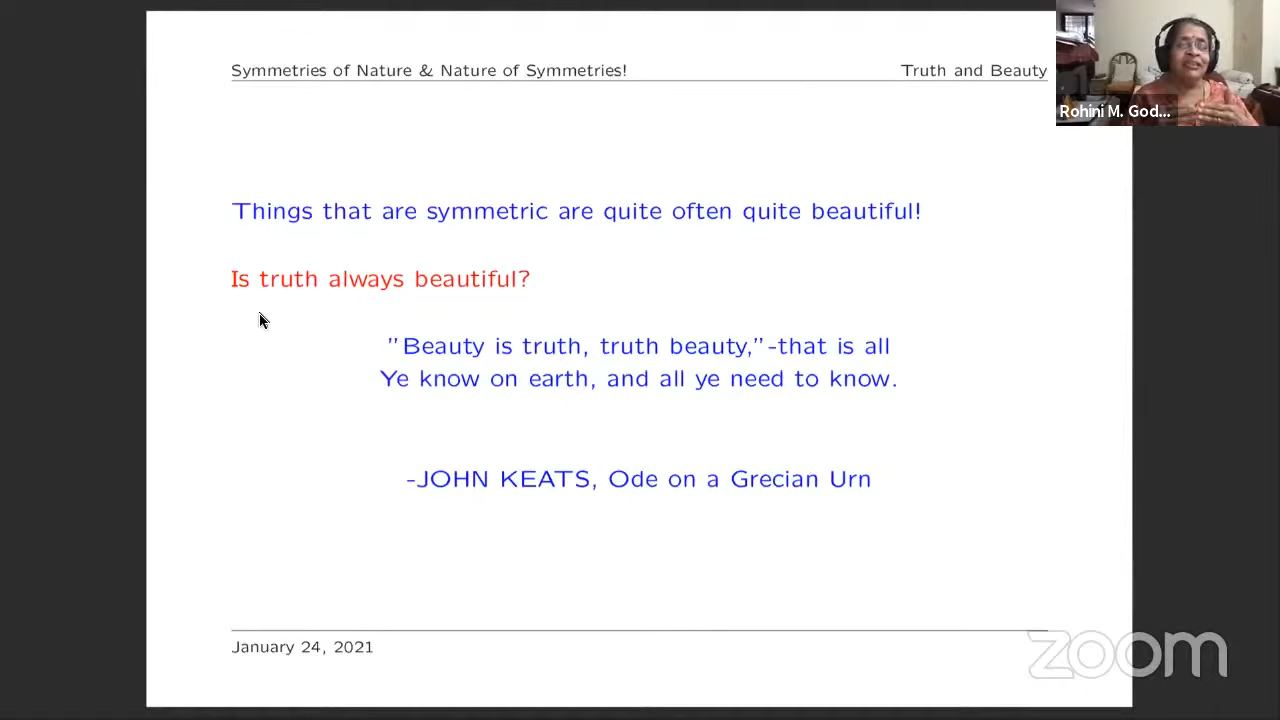 Symmetries of Nature & Nature of Symmetries!
Truth and Beauty
Rohini M. God...
Things that are symmetric are quite often quite beautiful!
Is truth always beautiful?
”Beauty is truth, truth beauty,”-that is all
Ye know on earth, and all ye need to know.
-JOHN KEATS, Ode on a Grecian Urn
January 24, 2021
zoom